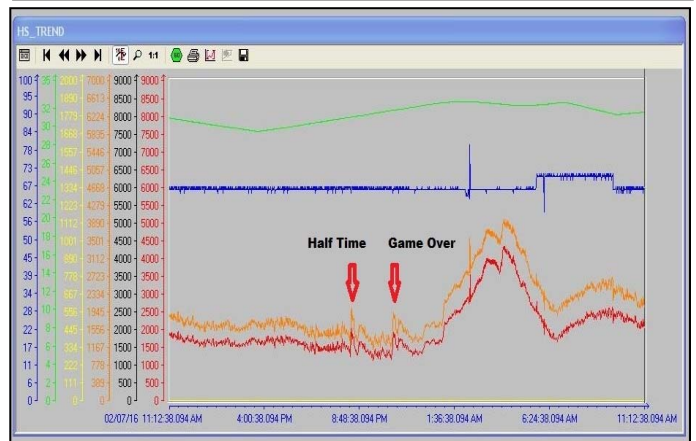 HS_TREND
1:1
100 35 2000 7000 9000 9000
95 1890 6613 8500 8500
90 32 1779 6224 8000 8000
84 30 1668 5835 7500 7500
78 28 1557 5446 7000 7000
73 26 1446 5057 6500 6500
67 24 1334 4668 6000 6000
62 22 1223 4279 5500 5500
56 20 1112 3890 5000 5000
50 18 1001 3501 4500 4500
Half Time Game Over
45 16 890 3112 4000 4000
39 14 778 2723 3500 3500
34 12 667 2334 3000 3000
28 10 556 1945 2500 2500
22 8 445 1556 2000 2000
17 6 334 1167 1500 1500
11 4 222 778 1000 1000
6 2 111 389 500 500
0 0 0 0 0 0
02/07/16 11:12:38.094 AM 4:00:38.094 PM 8:48:38.094 PM 1:36:38.094 AM 6:24:38.094 AM 11:12:38.094 AM